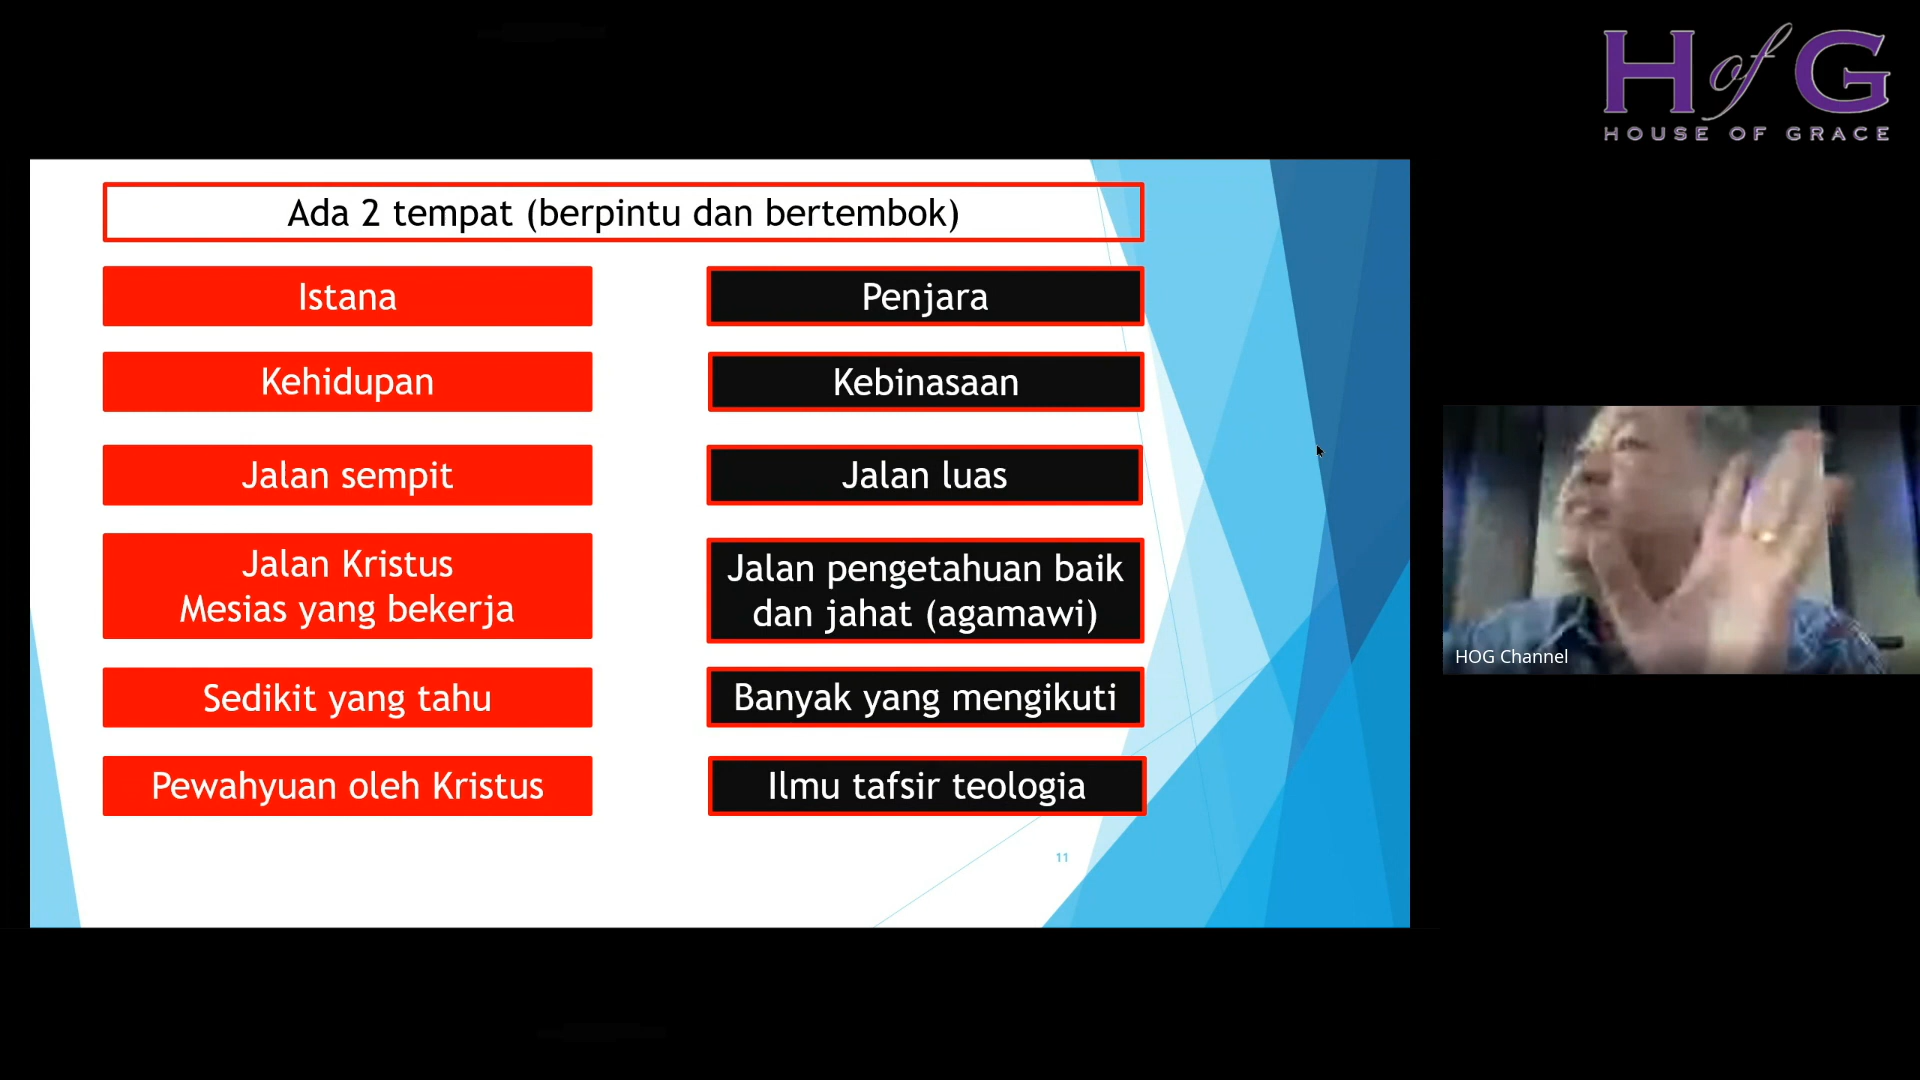 H of G
HOUSE OF GRACE
Ada 2 tempat (berpintu dan bertembok)
Istana
Penjara
Kehidupan
Kebinasaan
Jalan sempit
Jalan luas
Jalan Kristus
Mesias yang bekerja
Jalan pengetahuan baik
dan jahat (agamawi)
Sedikit yang tahu
Banyak yang mengikuti
Pewahyuan oleh Kristus
Ilmu tafsir teologia
11
HOG Channel